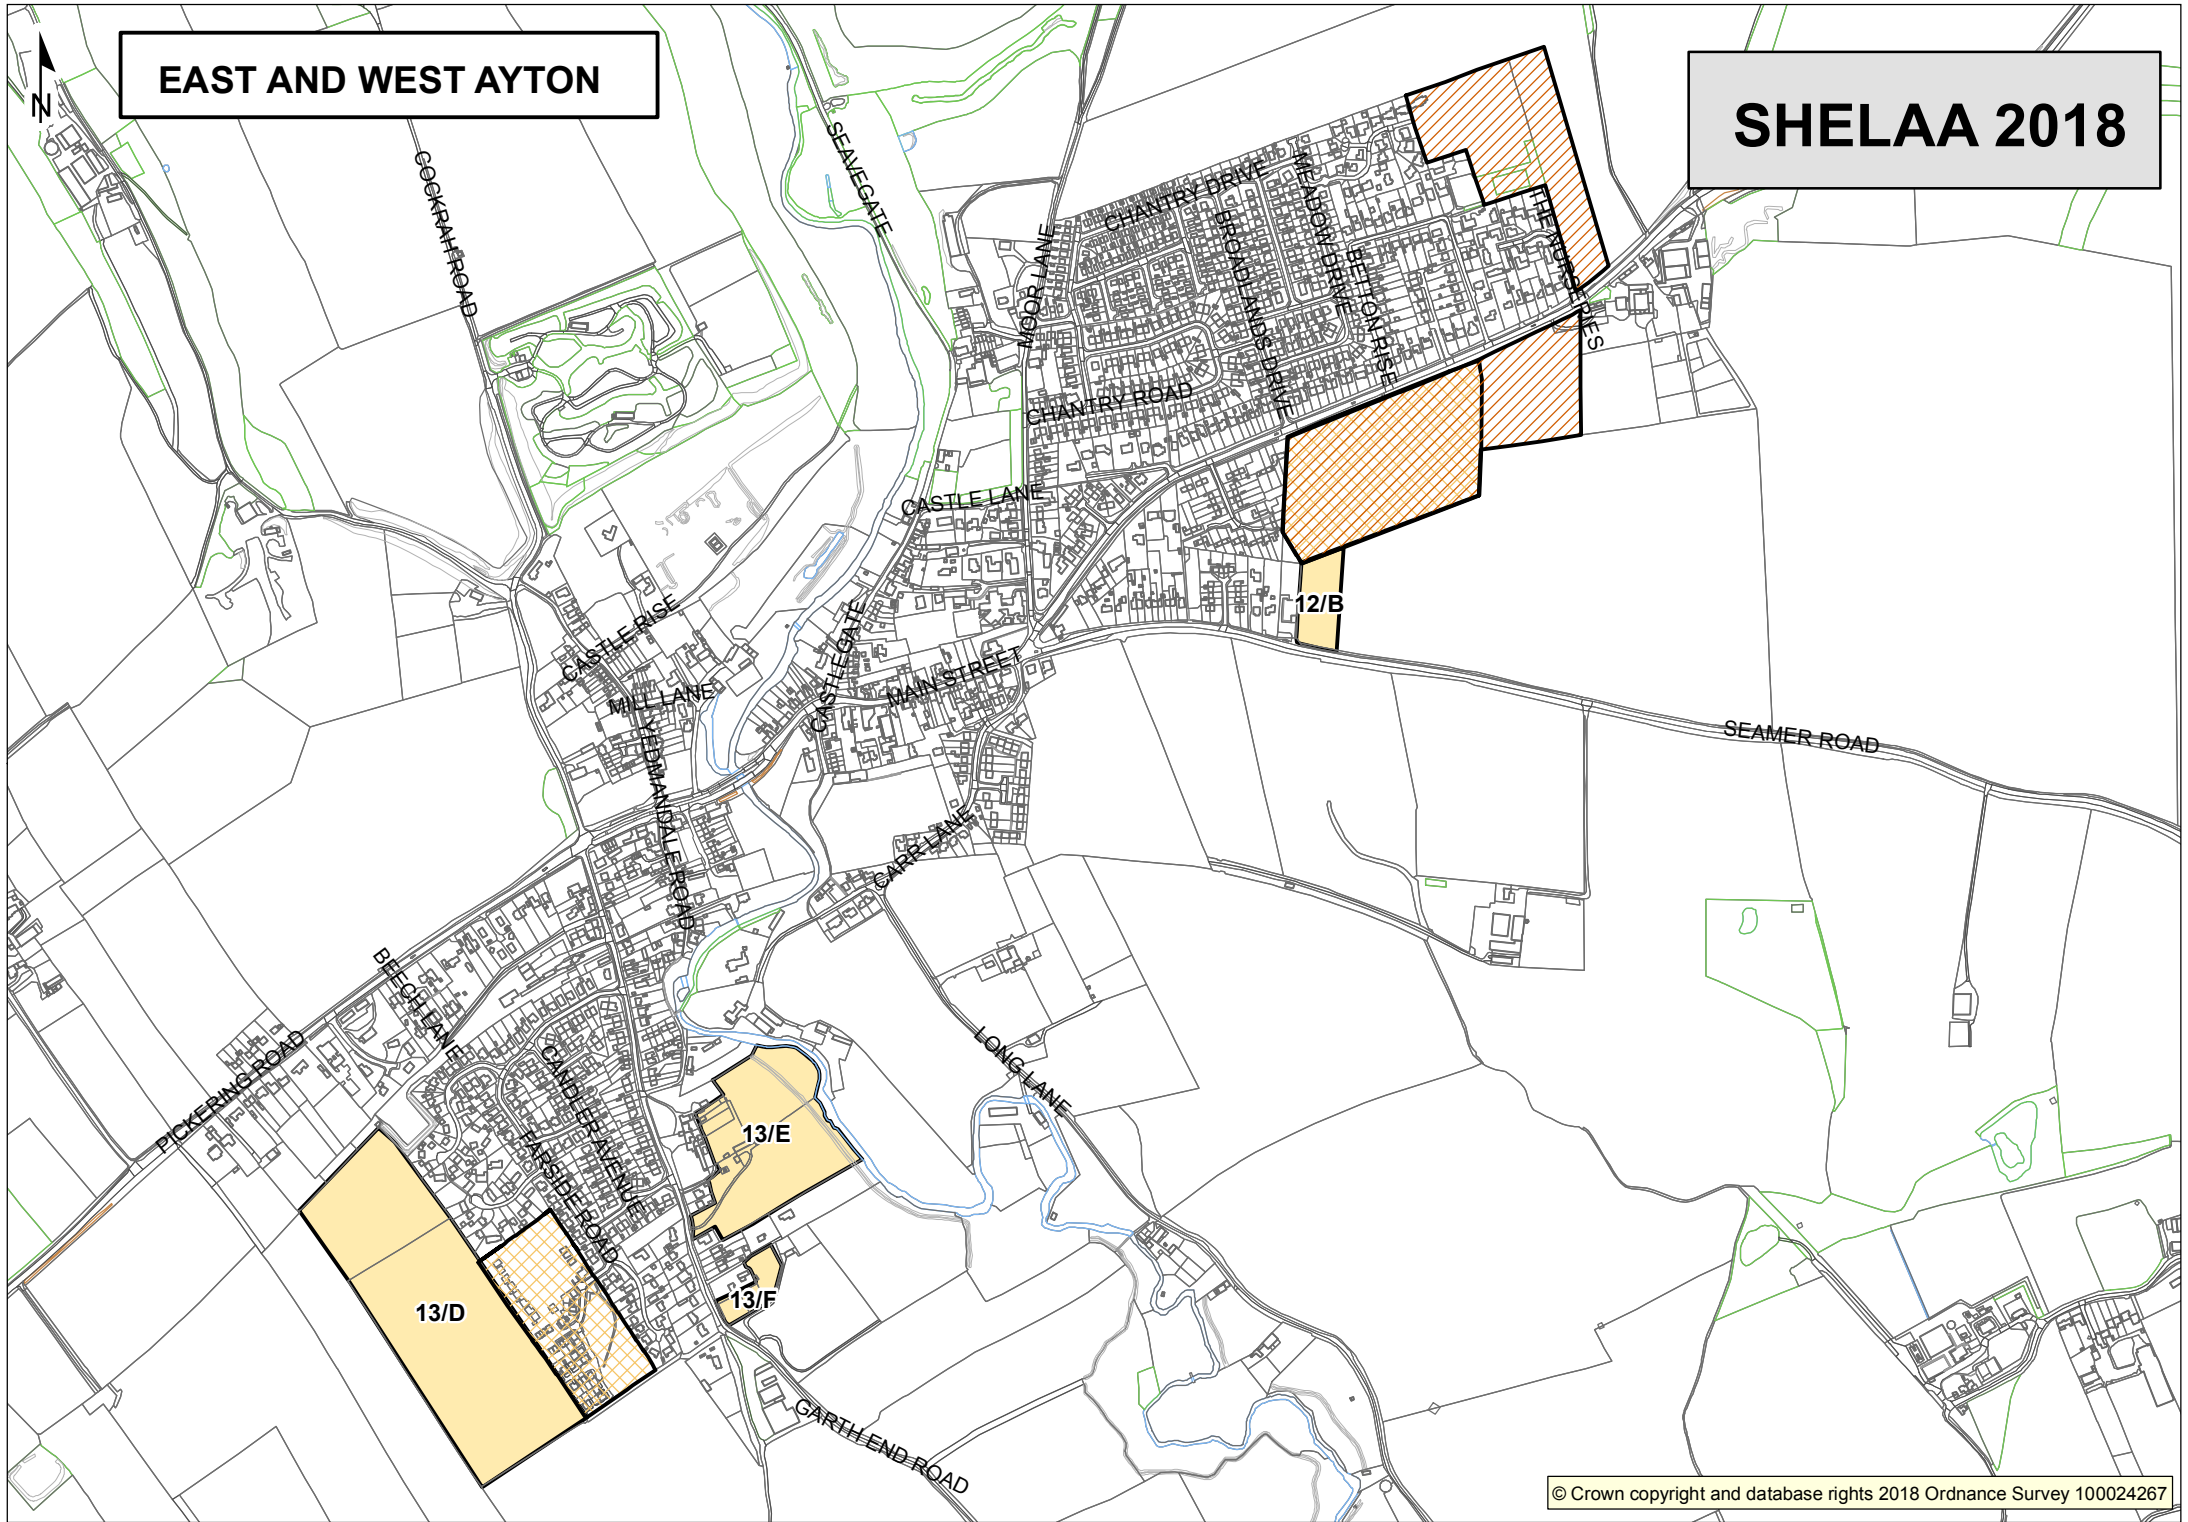 EAST AND WEST AYTON
SHELAA 2018
N
COCKRAH ROAD
SEAVEGATE
MOOR LANE
CHANTRY DRIVE
MEADOW DRIVE
BROADLANDS DRIVE
BETTON RISE
THE NURSERIES
CHANTRY ROAD
CASTLE LANE
CASTLE RISE
CASTLEGATE
12/B
MILL LANE
MAIN STREET
YEDMANDALE ROAD
SEAMER ROAD
CARR LANE
BEECH LANE
PICKERING ROAD
CANDLER AVENUE
LONG LANE
FARSIDE ROAD
13/E
13/F
13/D
GARTH END ROAD
© Crown copyright and database rights 2018 Ordnance Survey 100024267